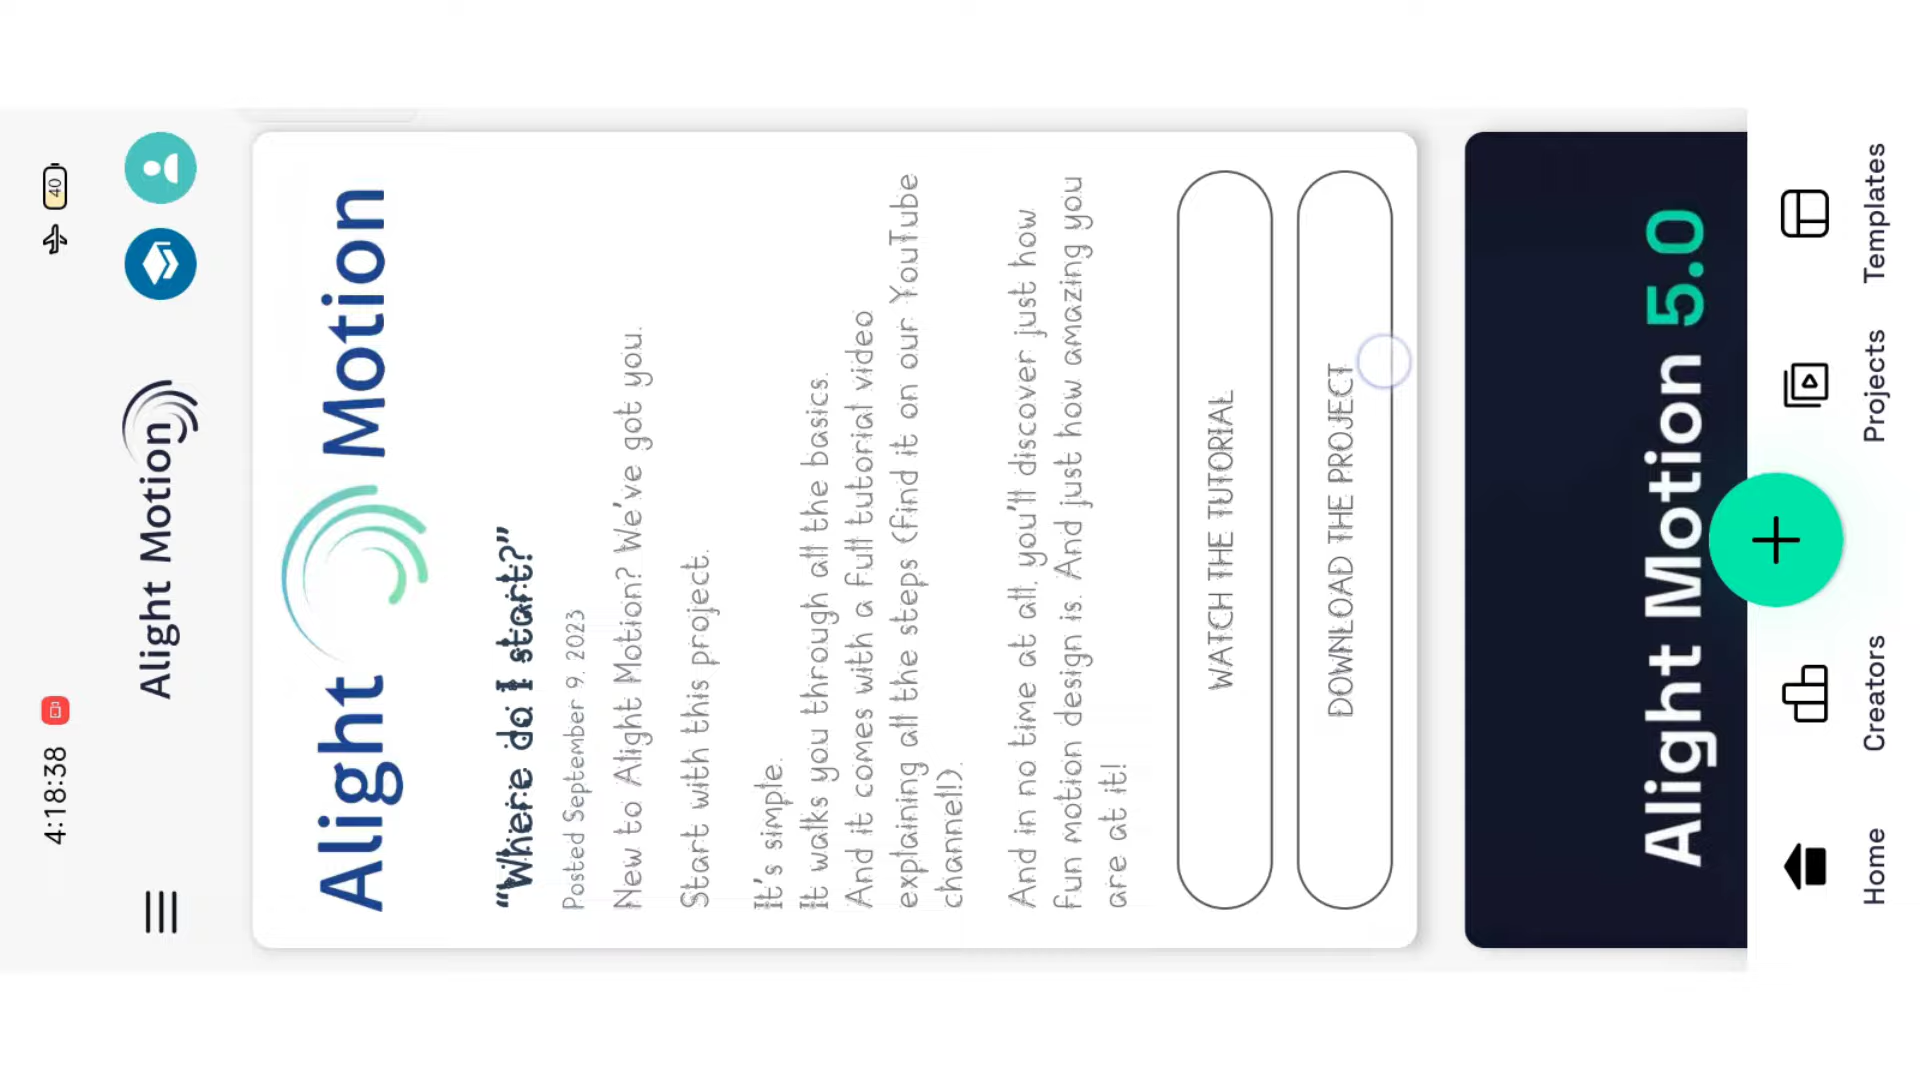 4:18:38
40
Alight Motion
Alight Motion
“Where do I start?”
Posted September 9, 2023
New to Alight Motion? We've got you.
Start with this project.
It's simple.
It walks you through all the basics.
And it comes with a full tutorial video
explaining all the steps (find it on our YouTube
channel!).
And in no time at all, you'll discover just how
fun motion design is. And just how amazing you
are at it!
WATCH THE TUTORIAL
DOWNLOAD THE PROJECT
Alight Motion 5.0
Home
Creators
Projects
Templates